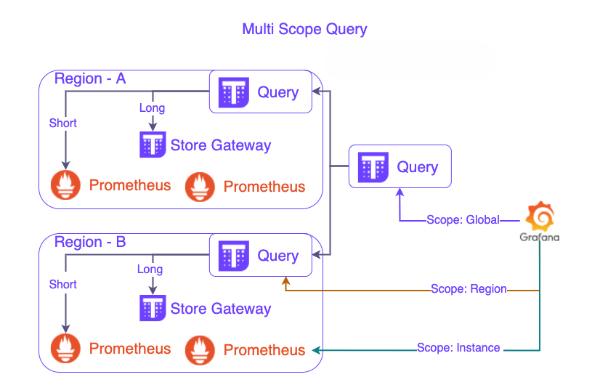 Multi Scope Query
Region - A
Query
Long
Short
Store Gateway
Prometheus
Prometheus
Query
Scope: Global
Grafana
Region - B
Query
Long
Short
Scope: Region
Store Gateway
Prometheus
Prometheus
Scope: Instance